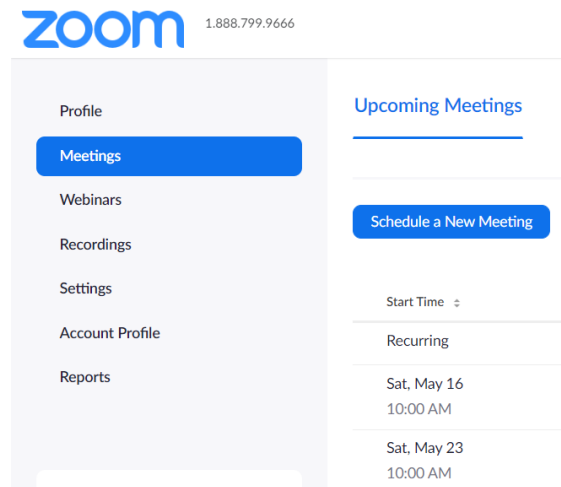 zoom 1.888.799.9666
Profile
Meetings
Webinars
Recordings
Settings
Account Profile
Reports
Upcoming Meetings
Schedule a New Meeting
Start Time
Recurring
Sat, May 16
10:00 AM
Sat, May 23
10:00 AM